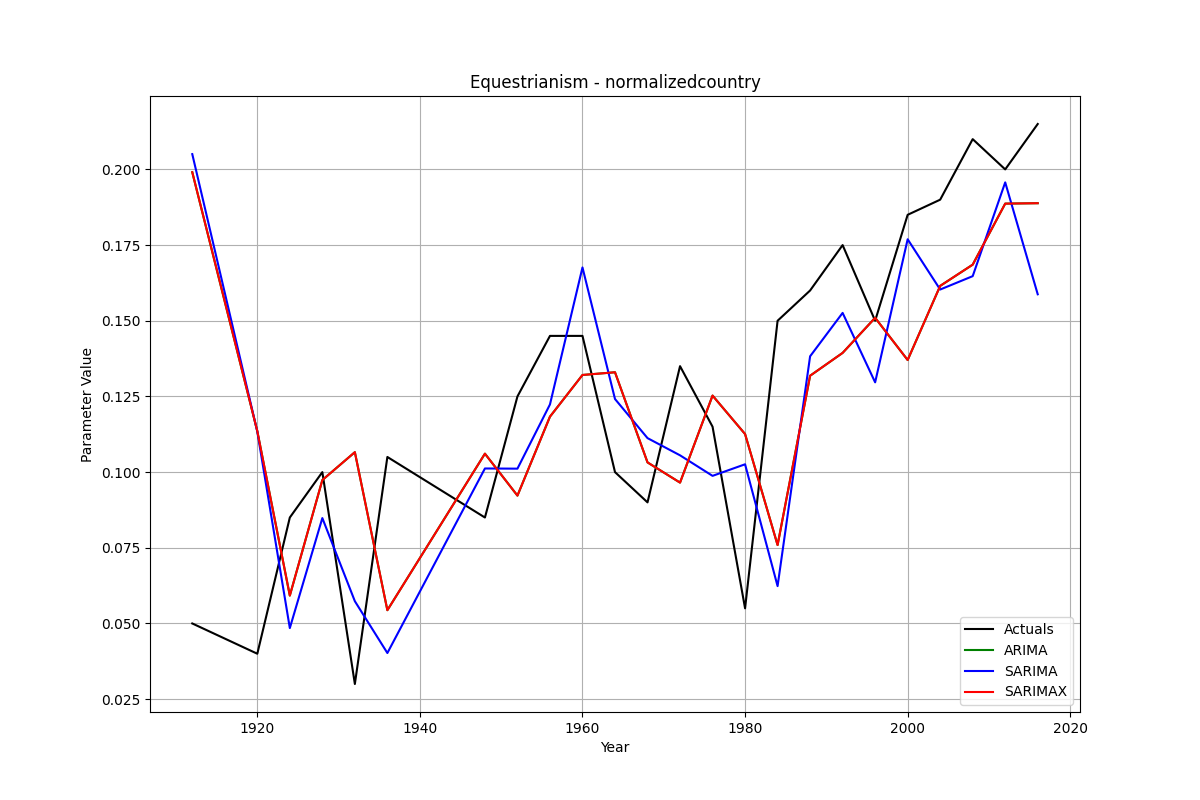 Equestrianism - normalizedcountry
Parameter Value
0.200
0.175
0.150
0.125
0.100
0.075
0.050
0.025
Actuals
ARIMA
SARIMA
SARIMAX
1920
1940
1960
1980
2000
2020
Year